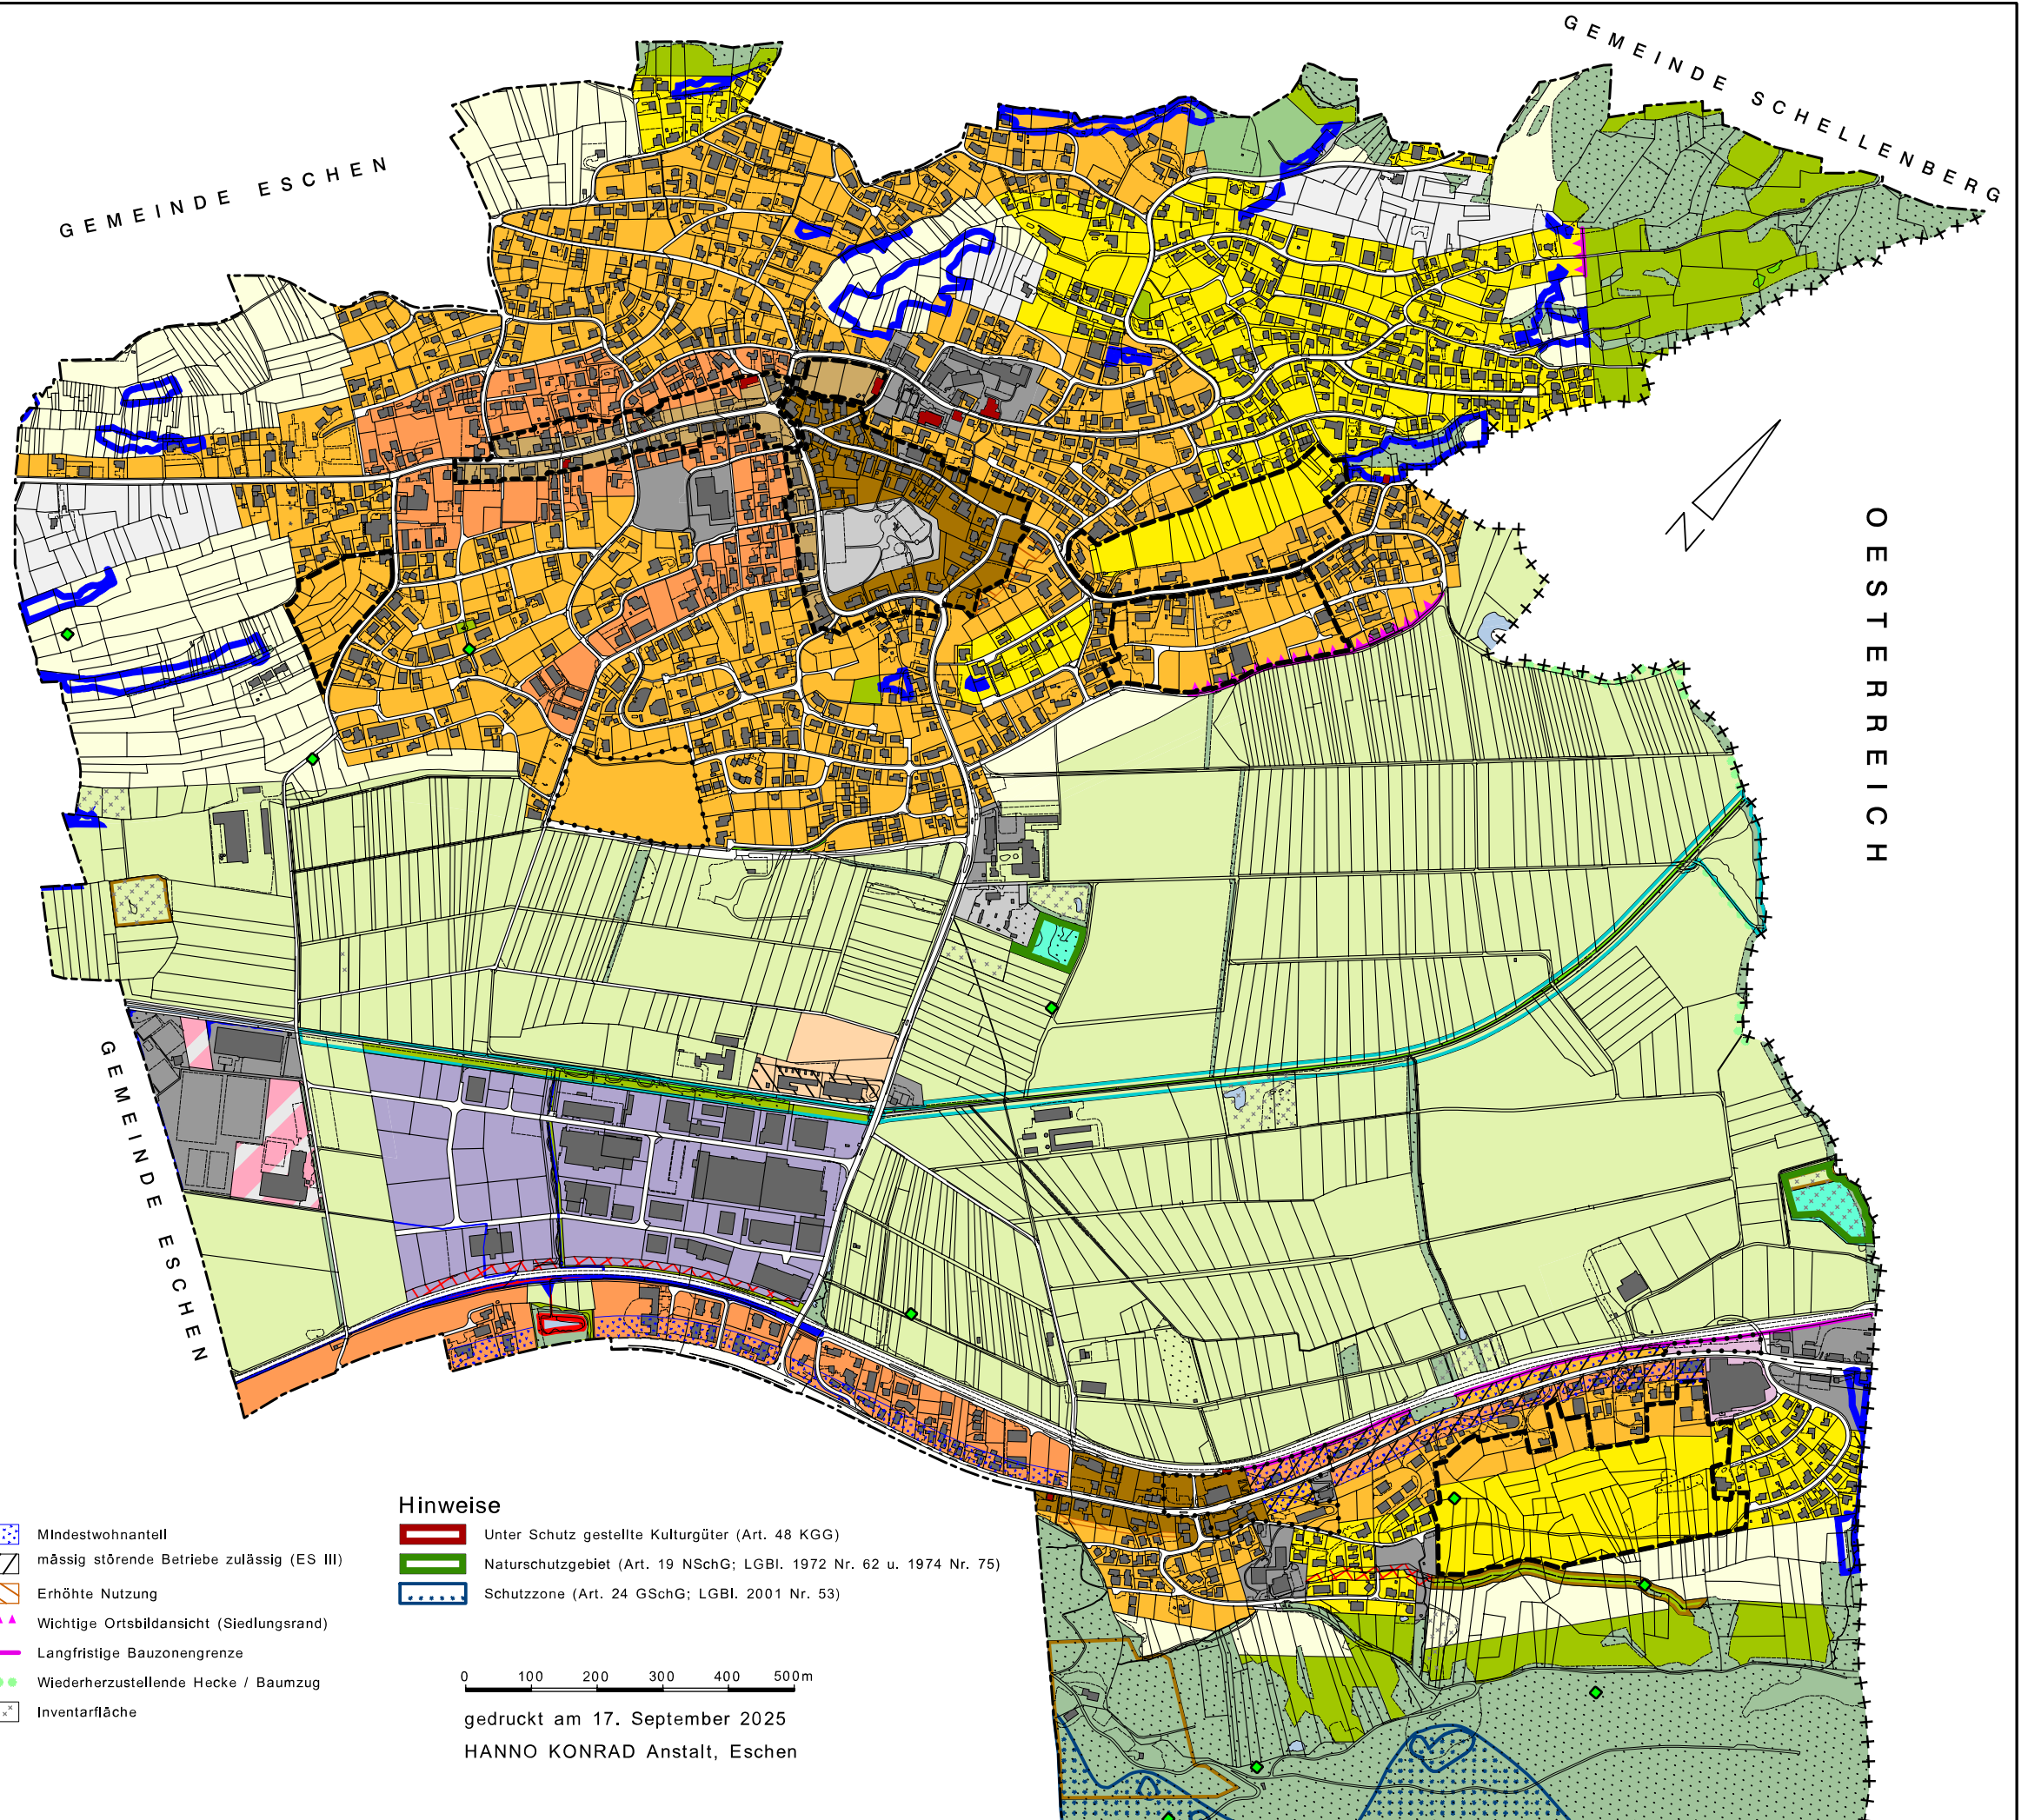 GEMEINDE SCHELLENBERG
GEMEINDE ESCHEN
OESTERREICH
N
GEMEINDE ESCHEN
Mindestwohnanteil
mässig störende Betriebe zulässig (ES III)
Erhöhte Nutzung
Wichtige Ortsbildansicht (Siedlungsrand)
Langfristige Bauzonengrenze
Wiederherzustellende Hecke / Baumzug
Inventarfläche
Hinweise
Unter Schutz gestellte Kulturgüter (Art. 48 KGG)
Naturschutzgebiet (Art. 19 NSchG; LGBl. 1972 Nr. 62 u. 1974 Nr. 75)
Schutzzone (Art. 24 GSchG; LGBl. 2001 Nr. 53)
0 100 200 300 400 500m
gedruckt am 17. September 2025
HANNO KONRAD Anstalt, Eschen